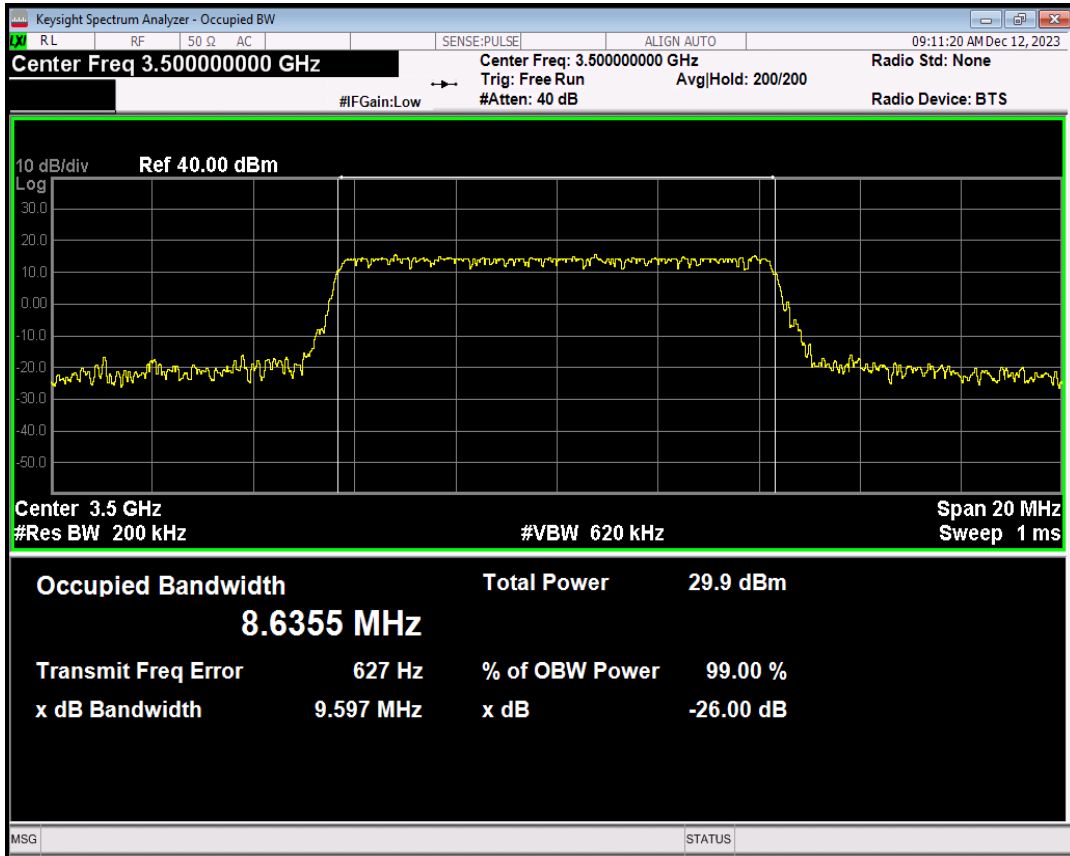 Keysight Spectrum Analyzer - Occupied BW
LXI RL RF 50 Ω AC SENSE:PULSE ALIGN AUTO 09:11:20 AM Dec 12, 2023
Center Freq 3.500000000 GHz
Center Freq: 3.500000000 GHz Radio Std: None
Trig: Free Run Avg|Hold: 200/200
#IFGain:Low #Atten: 40 dB Radio Device: BTS
10 dB/div Ref 40.00 dBm
Log
30.0
20.0
10.0
0.00
-10.0
-20.0
-30.0
-40.0
-50.0
Center 3.5 GHz Span 20 MHz
#Res BW 200 kHz #VBW 620 kHz Sweep 1 ms
Occupied Bandwidth Total Power 29.9 dBm
8.6355 MHz
Transmit Freq Error 627 Hz % of OBW Power 99.00 %
x dB Bandwidth 9.597 MHz x dB -26.00 dB
MSG STATUS